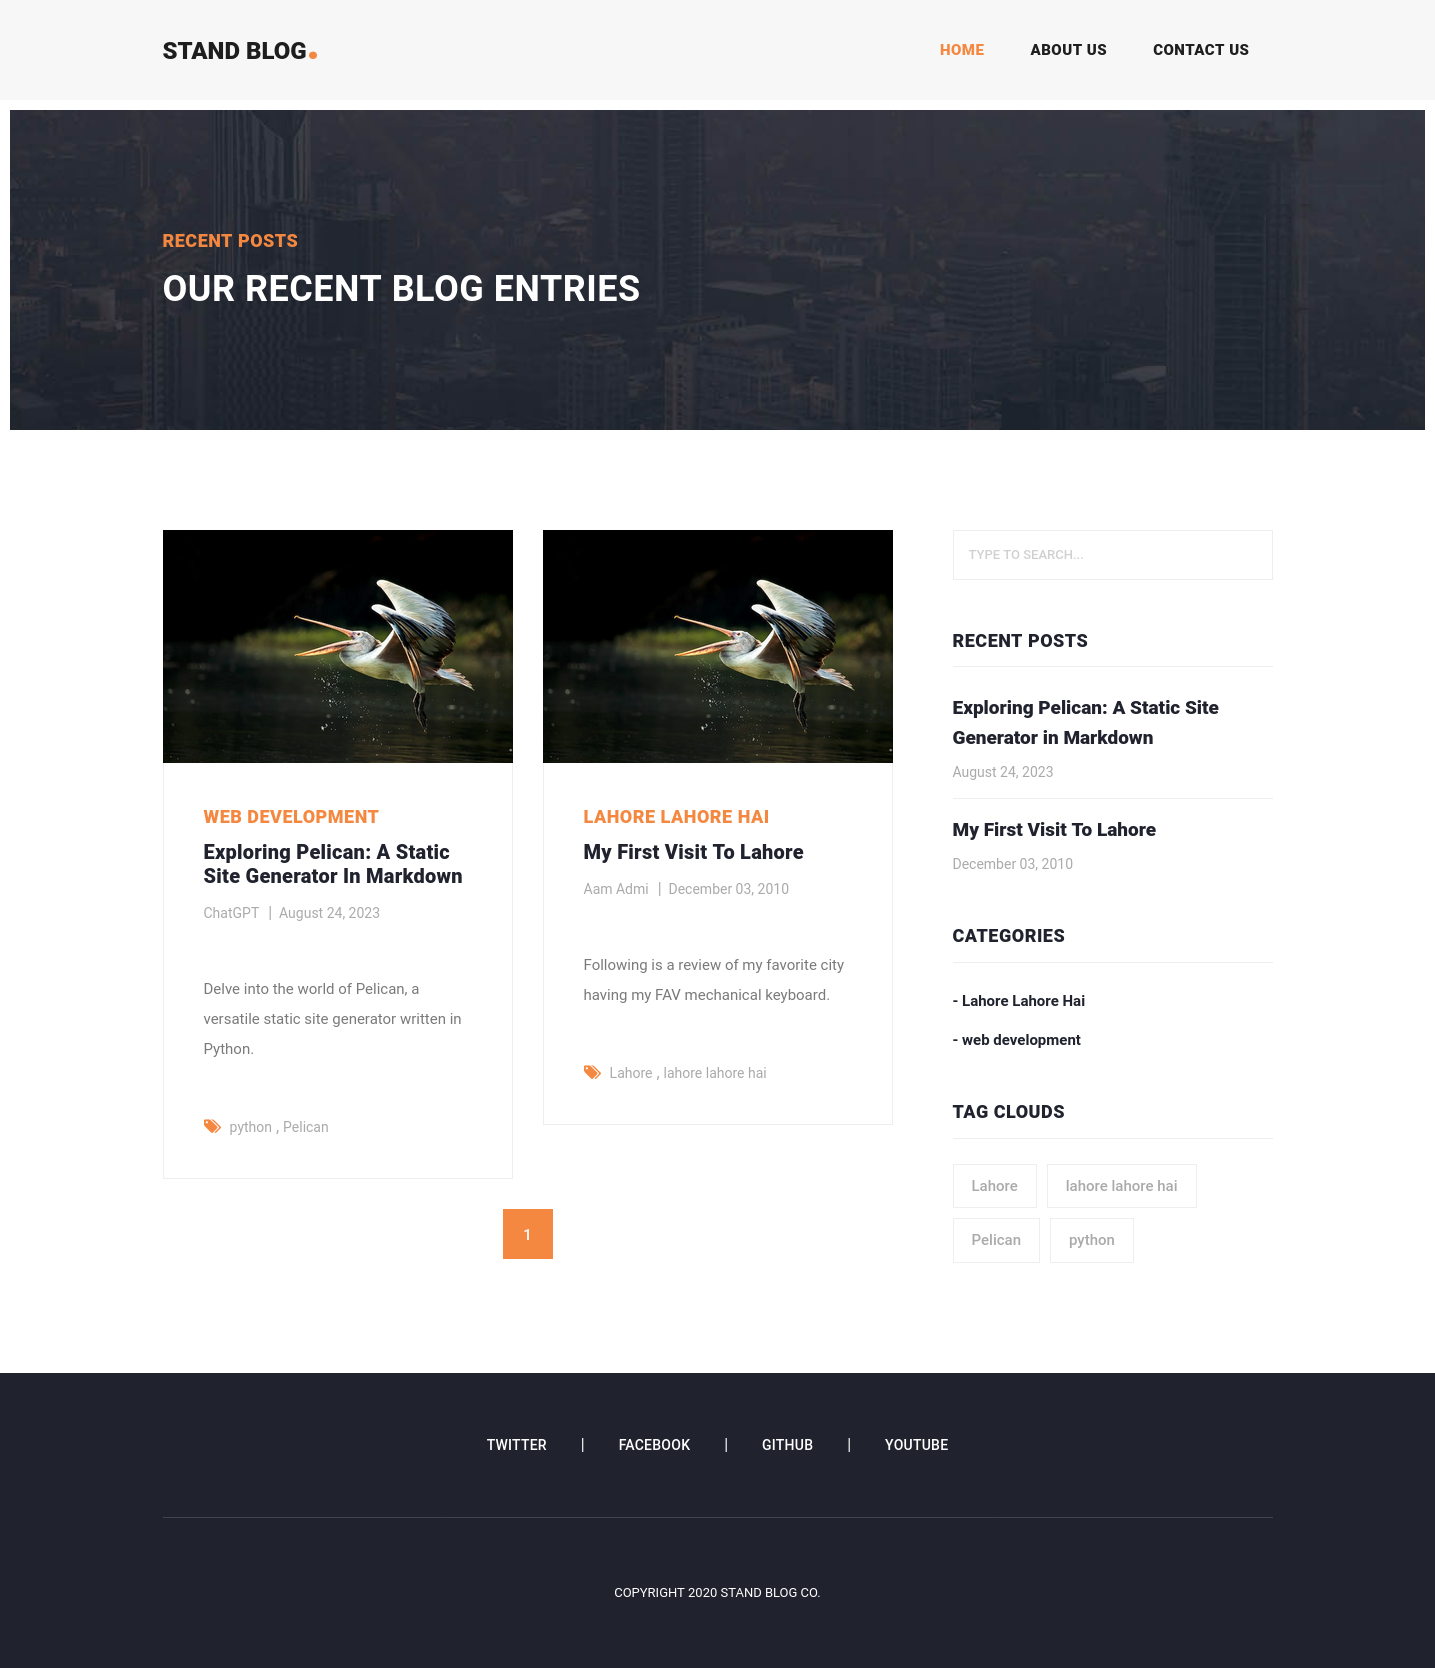 STAND BLOG.
HOME
ABOUT US
CONTACT US
RECENT POSTS
OUR RECENT BLOG ENTRIES
WEB DEVELOPMENT
Exploring Pelican: A Static
Site Generator In Markdown
ChatGPT | August 24, 2023
Delve into the world of Pelican, a
versatile static site generator written in
Python.
python , Pelican
LAHORE LAHORE HAI
My First Visit To Lahore
Aam Admi | December 03, 2010
Following is a review of my favorite city
having my FAV mechanical keyboard.
Lahore , lahore lahore hai
1
TYPE TO SEARCH...
RECENT POSTS
Exploring Pelican: A Static Site
Generator in Markdown
August 24, 2023
My First Visit To Lahore
December 03, 2010
CATEGORIES
- Lahore Lahore Hai
- web development
TAG CLOUDS
Lahore
lahore lahore hai
Pelican
python
TWITTER | FACEBOOK | GITHUB | YOUTUBE
COPYRIGHT 2020 STAND BLOG CO.